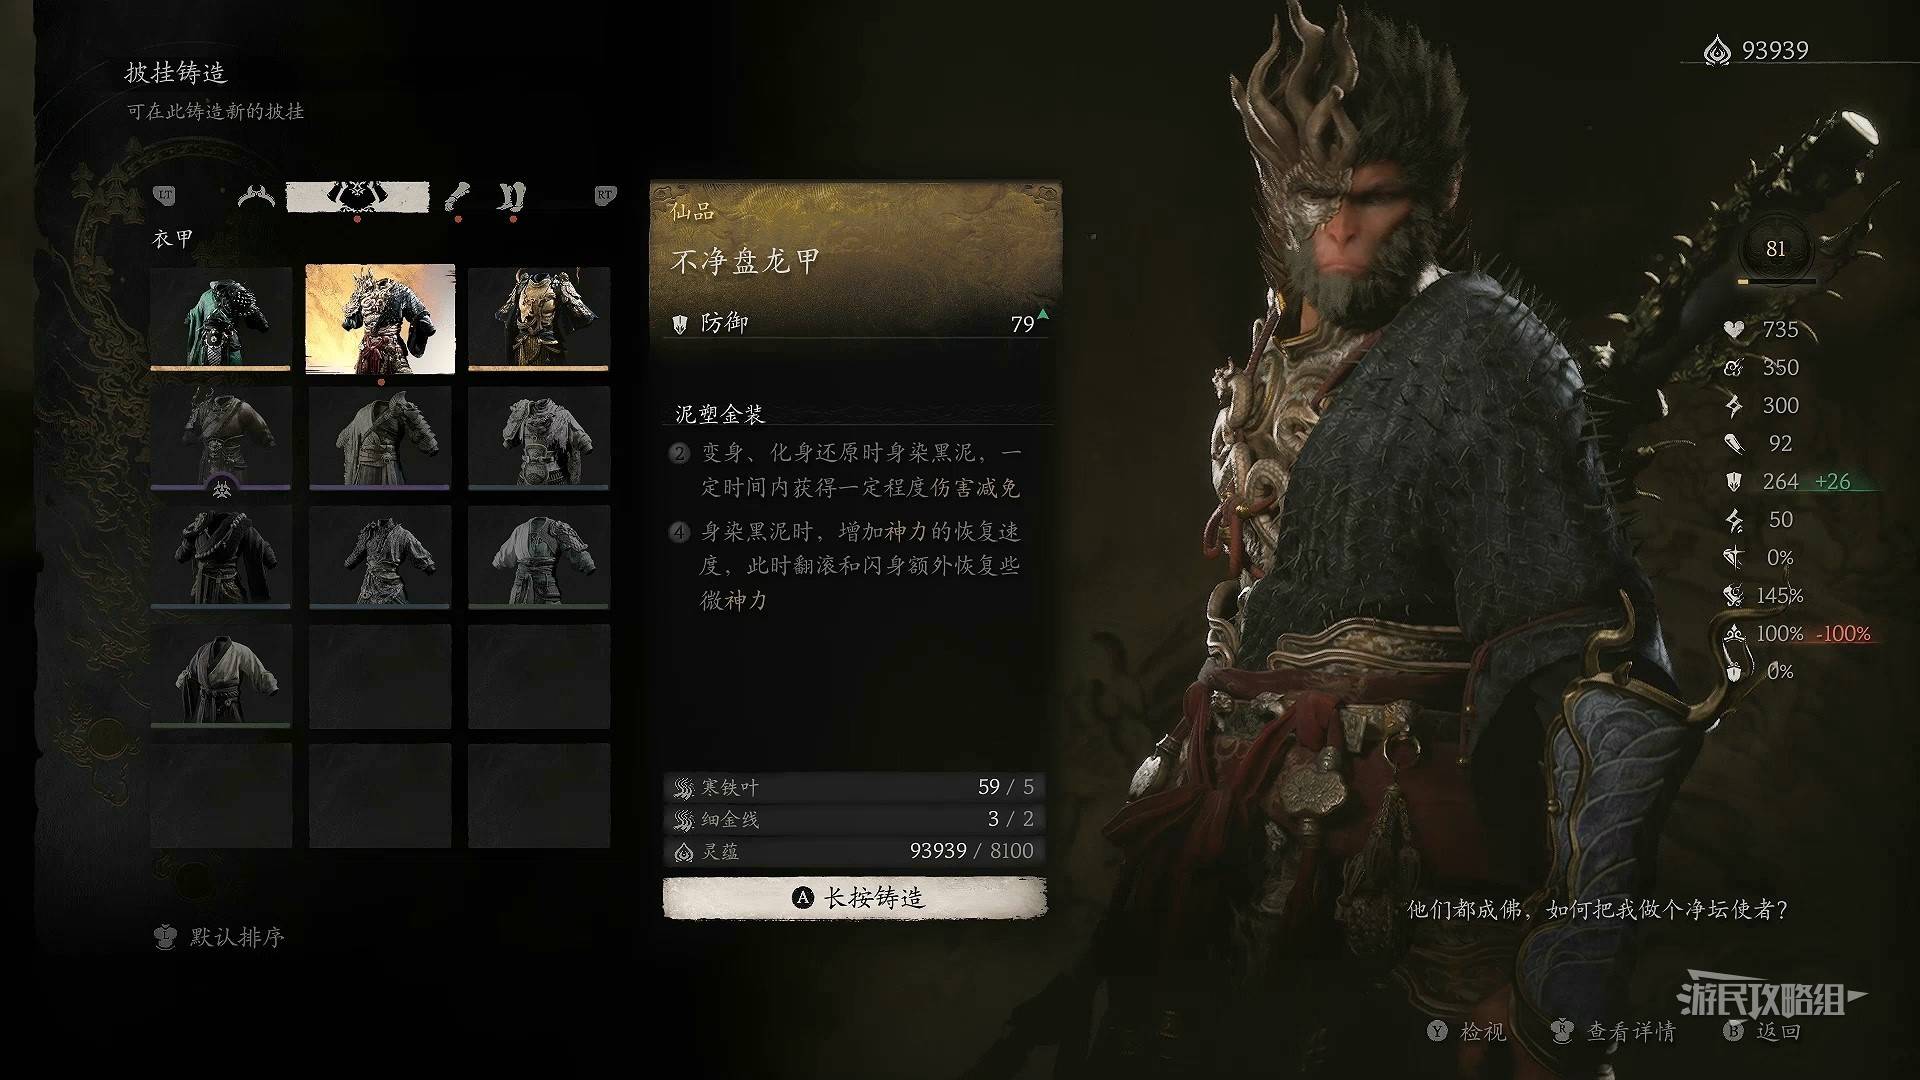 披挂铸造
可在此铸造新的披挂
LT
RT
衣甲
默认排序
仙品
不净盘龙甲
防御 79
泥塑金装
2 变身、化身还原时身染黑泥，一
定时间内获得一定程度伤害减免
4 身染黑泥时，增加神力的恢复速
度，此时翻滚和闪身额外恢复些
微神力
寒铁叶 59 / 5
细金线 3 / 2
灵蕴 93939 / 8100
A 长按铸造
93939
81
735
350
300
92
264 +26
50
0%
145%
100% -100%
0%
他们都成佛，如何把我做个净坛使者？
游民攻略组
Y 检视
R 查看详情
B 返回